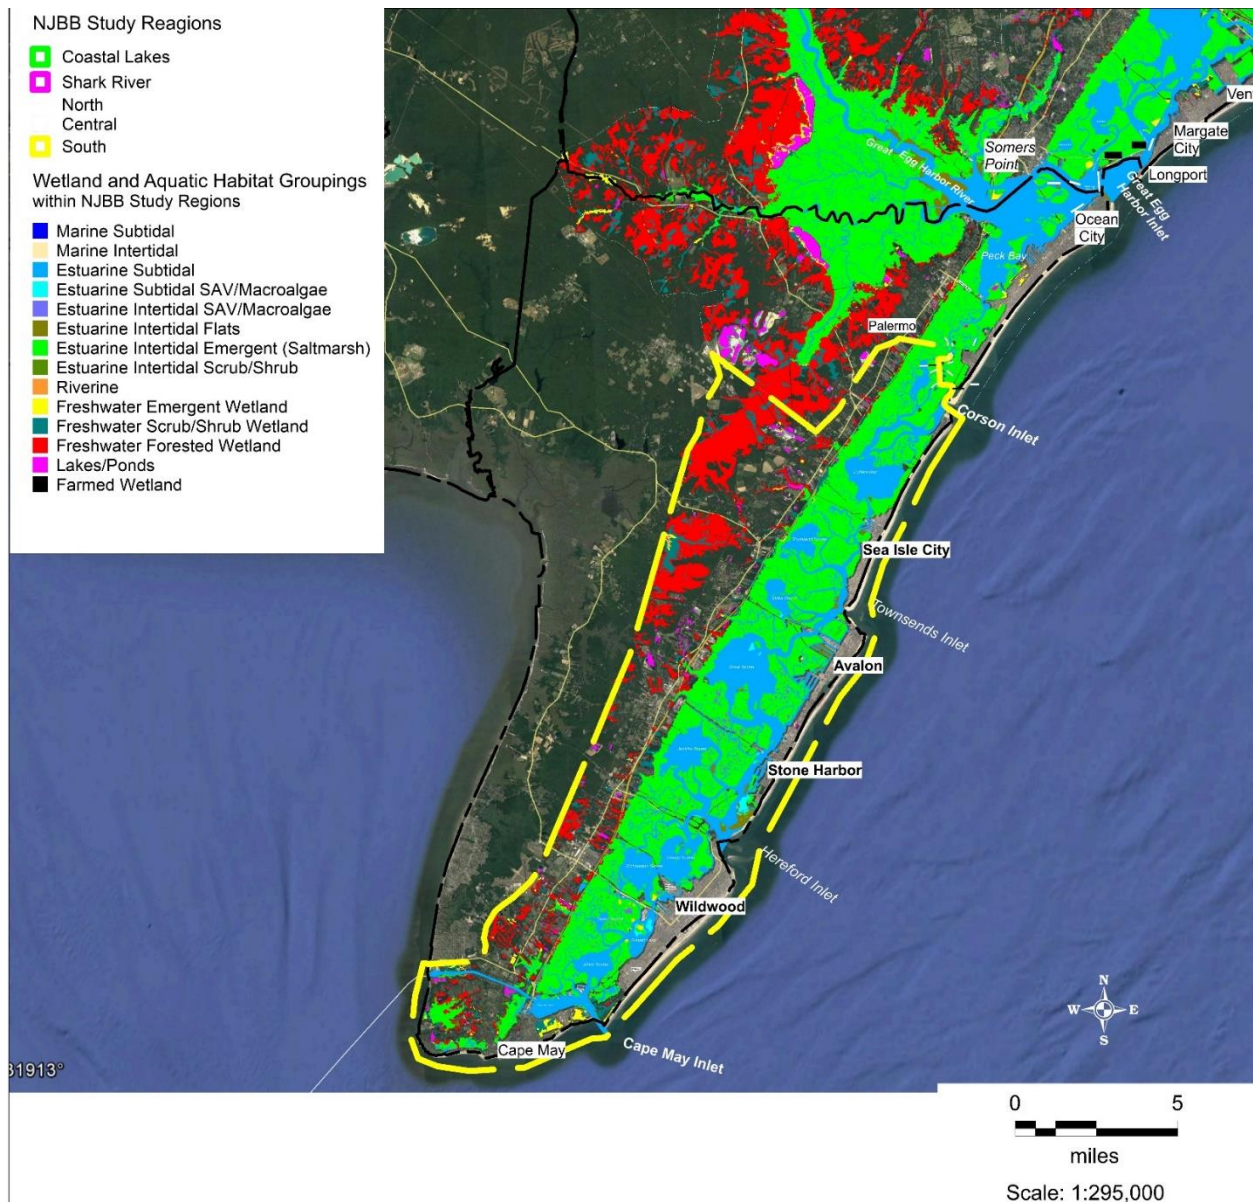 NJBB Study Reagions
Coastal Lakes
Shark River
North
Central
South
Wetland and Aquatic Habitat Groupings
within NJBB Study Regions
Marine Subtidal
Marine Intertidal
Estuarine Subtidal
Estuarine Subtidal SAV/Macroalgae
Estuarine Intertidal SAV/Macroalgae
Estuarine Intertidal Flats
Estuarine Intertidal Emergent (Saltmarsh)
Estuarine Intertidal Scrub/Shrub
Riverine
Freshwater Emergent Wetland
Freshwater Scrub/Shrub Wetland
Freshwater Forested Wetland
Lakes/Ponds
Farmed Wetland
Vent
Margate
City
Longport
Somers
Point
Great Egg Harbor River
Great Egg
Harbor Inlet
Ocean
City
Peck Bay
Palermo
Corson Inlet
Sea Isle City
Townsends Inlet
Avalon
Stone Harbor
Hereford Inlet
Wildwood
Cape May
Cape May Inlet
31913°
N
W E
S
0 5
miles
Scale: 1:295,000